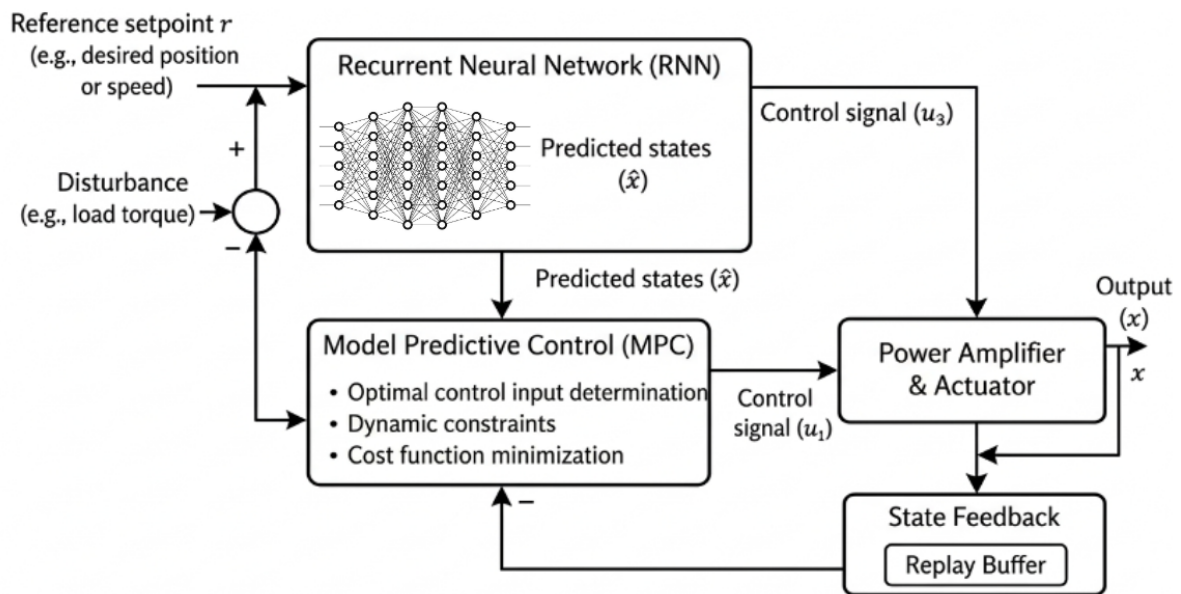 Reference setpoint r
(e.g., desired position
or speed)
Recurrent Neural Network (RNN)
Predicted states
(x̂)
Control signal (u₃)
+
Disturbance
(e.g., load torque)
−
Predicted states (x̂)
Model Predictive Control (MPC)
• Optimal control input determination
• Dynamic constraints
• Cost function minimization
Control
signal (u₁)
Power Amplifier
& Actuator
Output
(x)
x
−
State Feedback
Replay Buffer